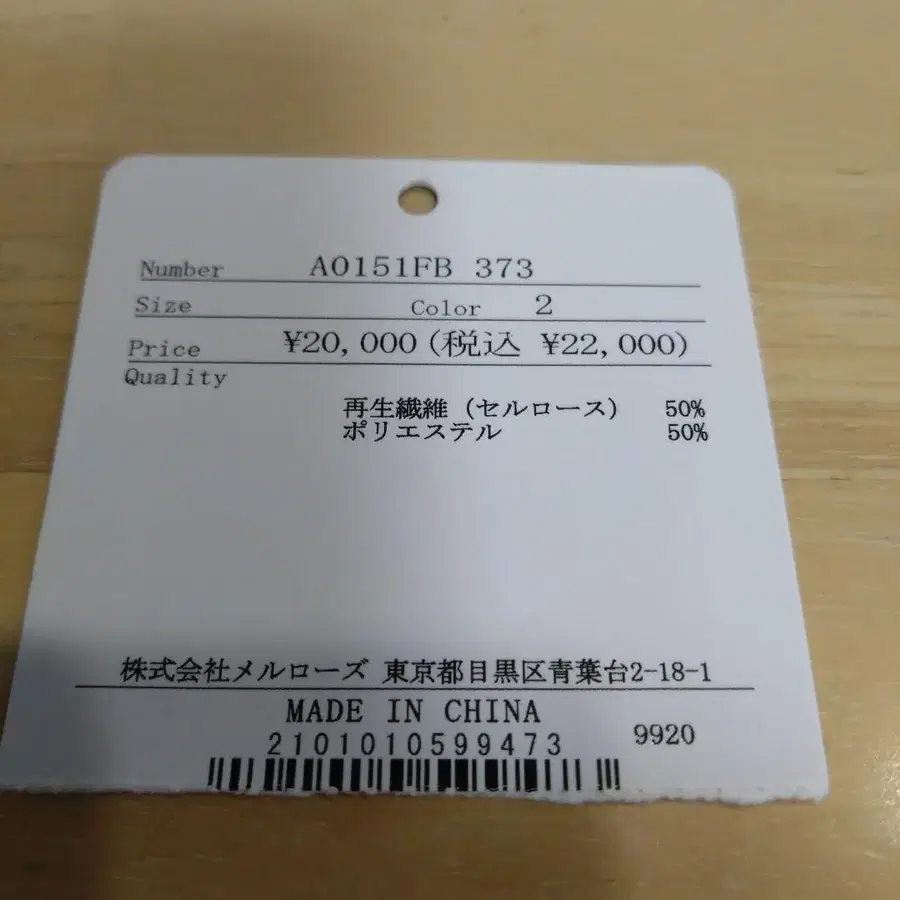 Number A0151FB 373
Size Color 2
Price ¥20,000(税込 ¥22,000)
Quality
再生繊維 (セルロース) 50%
ポリエステル 50%
株式会社メルローズ 東京都目黒区青葉台2-18-1
MADE IN CHINA
2101010599473 9920